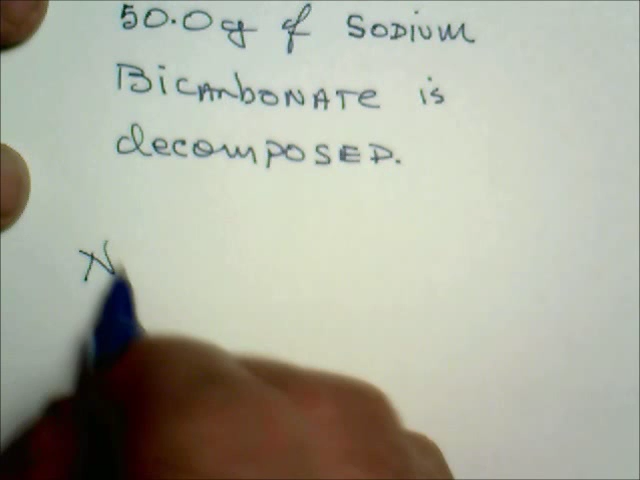 50.0g of SODIUM
BicARbONATE is
decomPOSED.
N